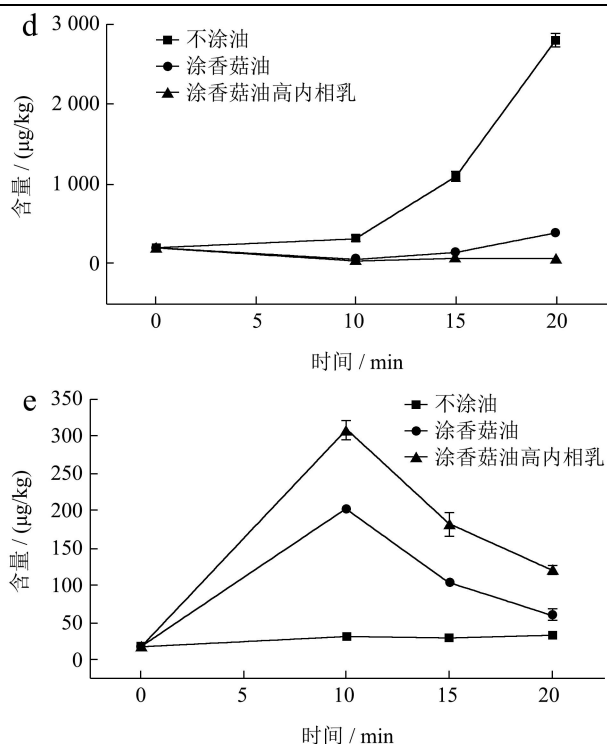 d
3 000
2 000
1 000
0
含量 / (μg/kg)
不涂油
涂香菇油
涂香菇油高内相乳
0
5
10
15
20
时间 / min
e
350
300
250
200
150
100
50
0
含量 / (μg/kg)
不涂油
涂香菇油
涂香菇油高内相乳
0
5
10
15
20
时间 / min